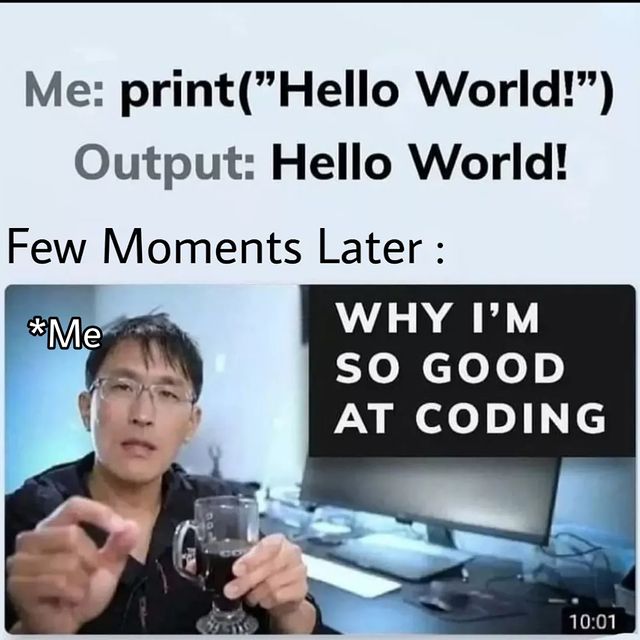 Me: print(”Hello World!”)
Output: Hello World!
Few Moments Later :
*Me
WHY I’M
SO GOOD
AT CODING
10:01